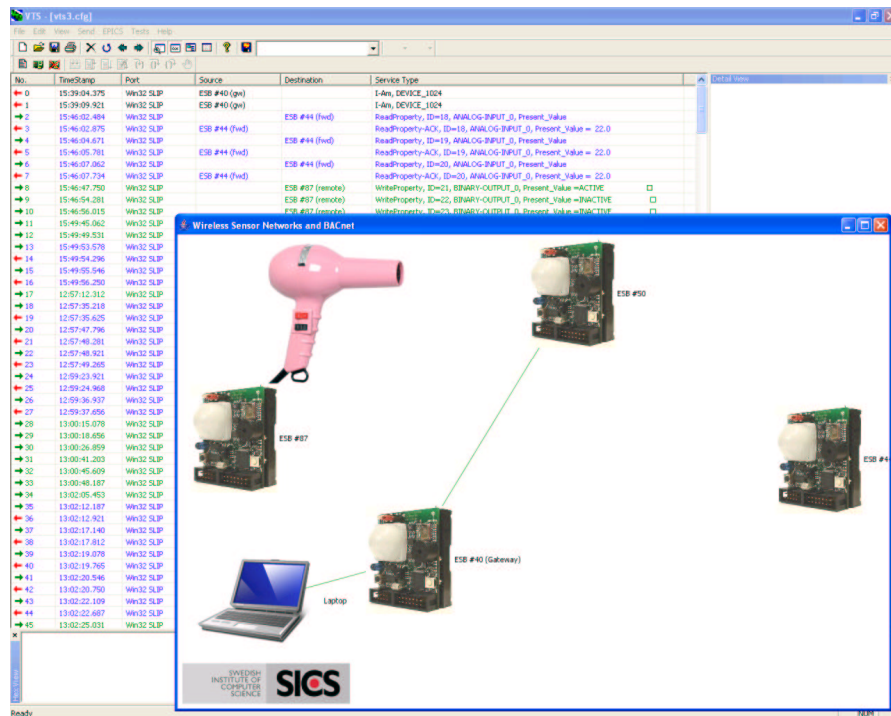 VTS - [vts3.cfg]
File Edit View Send EPICS Tests Help
No. TimeStamp Port Source Destination Service Type
Detail View
0 15:39:04.375 Win32 SLIP ESB #40 (gw) I-Am, DEVICE_1024
1 15:39:09.921 Win32 SLIP ESB #40 (gw) I-Am, DEVICE_1024
2 15:46:02.484 Win32 SLIP ESB #44 (fwd) ReadProperty, ID=18, ANALOG-INPUT_0, Present_Value
3 15:46:02.875 Win32 SLIP ESB #44 (fwd) ReadProperty-ACK, ID=18, ANALOG-INPUT_0, Present_Value = 22.0
4 15:46:04.671 Win32 SLIP ESB #44 (fwd) ReadProperty, ID=19, ANALOG-INPUT_0, Present_Value
5 15:46:05.781 Win32 SLIP ESB #44 (fwd) ReadProperty-ACK, ID=19, ANALOG-INPUT_0, Present_Value = 22.0
6 15:46:07.062 Win32 SLIP ESB #44 (fwd) ReadProperty, ID=20, ANALOG-INPUT_0, Present_Value
7 15:46:07.734 Win32 SLIP ESB #44 (fwd) ReadProperty-ACK, ID=20, ANALOG-INPUT_0, Present_Value = 22.0
8 15:46:47.750 Win32 SLIP ESB #87 (remote) WriteProperty, ID=21, BINARY-OUTPUT_0, Present_Value =ACTIVE
9 15:46:54.281 Win32 SLIP ESB #87 (remote) WriteProperty, ID=22, BINARY-OUTPUT_0, Present_Value =INACTIVE
10 15:46:56.015 Win32 SLIP ESB #87 (remote) WriteProperty, ID=23, BINARY-OUTPUT_0, Present_Value =INACTIVE
11 15:49:45.062 Win32 SLIP
12 15:49:49.531 Win32 SLIP
13 15:49:53.578 Win32 SLIP
14 15:49:54.296 Win32 SLIP
15 15:49:55.546 Win32 SLIP
16 15:49:56.250 Win32 SLIP
17 12:57:12.312 Win32 SLIP
18 12:57:35.218 Win32 SLIP
19 12:57:35.625 Win32 SLIP
20 12:57:47.796 Win32 SLIP
21 12:57:48.281 Win32 SLIP
22 12:57:48.921 Win32 SLIP
23 12:57:49.265 Win32 SLIP
24 12:59:23.921 Win32 SLIP
25 12:59:24.968 Win32 SLIP
26 12:59:36.937 Win32 SLIP
27 12:59:37.656 Win32 SLIP
28 13:00:15.078 Win32 SLIP
29 13:00:18.656 Win32 SLIP
30 13:00:26.859 Win32 SLIP
31 13:00:41.203 Win32 SLIP
32 13:00:45.609 Win32 SLIP
33 13:00:48.187 Win32 SLIP
34 13:02:05.453 Win32 SLIP
35 13:02:12.187 Win32 SLIP
36 13:02:12.921 Win32 SLIP
37 13:02:17.140 Win32 SLIP
38 13:02:17.812 Win32 SLIP
39 13:02:19.078 Win32 SLIP
40 13:02:19.765 Win32 SLIP
41 13:02:20.546 Win32 SLIP
42 13:02:20.750 Win32 SLIP
43 13:02:22.109 Win32 SLIP
44 13:02:22.687 Win32 SLIP
45 13:02:25.031 Win32 SLIP
Wireless Sensor Networks and BACnet
ESB #50
ESB #87
ESB #4
ESB #40 (Gateway)
Laptop
SWEDISH
INSTITUTE OF
COMPUTER
SCIENCE
SICS
Ready
NUM